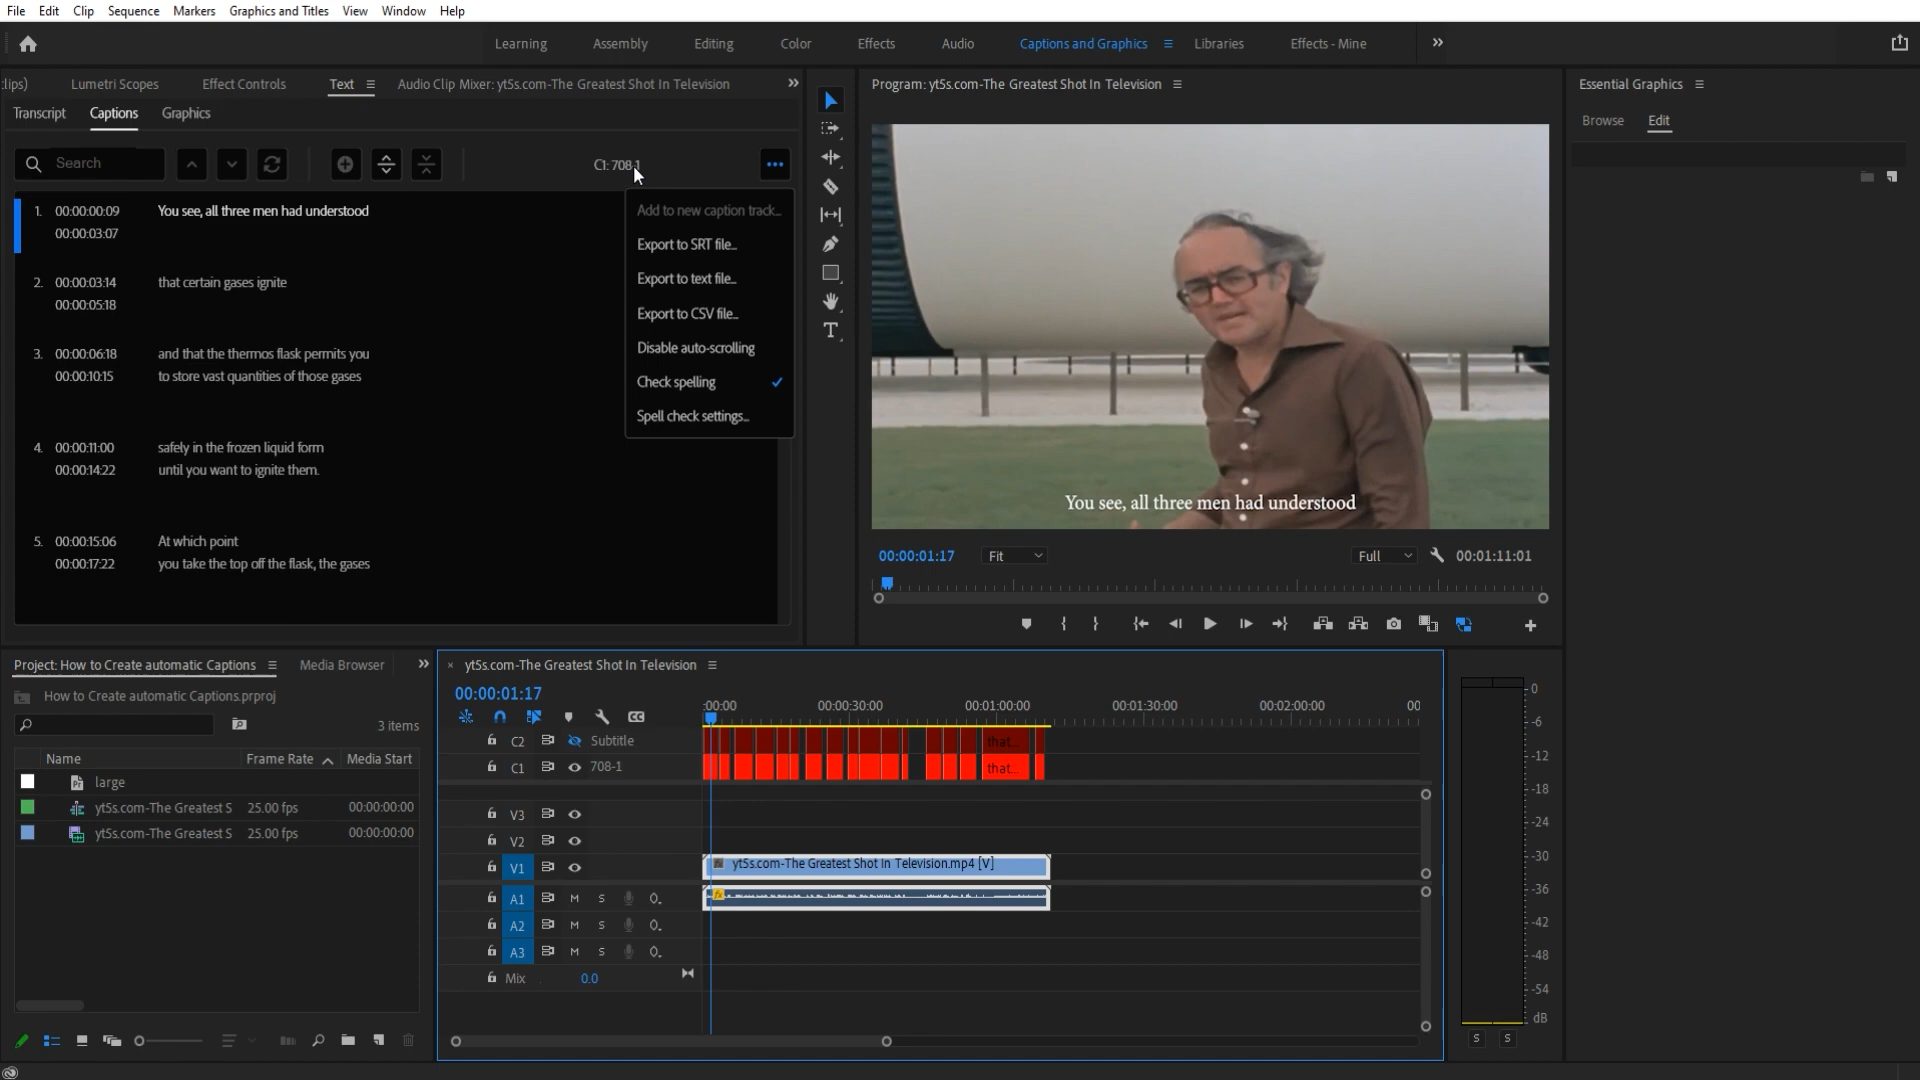 File Edit Clip Sequence Markers Graphics and Titles View Window Help
Learning Assembly Editing Color Effects Audio Captions and Graphics Libraries Effects - Mine
:lips) Lumetri Scopes Effect Controls Text Audio Clip Mixer: yt5s.com-The Greatest Shot In Television
Transcript Captions Graphics
Search
C1: 708-1
1. 00:00:00:09 You see, all three men had understood
00:00:03:07
2. 00:00:03:14 that certain gases ignite
00:00:05:18
3. 00:00:06:18 and that the thermos flask permits you
00:00:10:15 to store vast quantities of those gases
4. 00:00:11:00 safely in the frozen liquid form
00:00:14:22 until you want to ignite them.
5. 00:00:15:06 At which point
00:00:17:22 you take the top off the flask, the gases
Add to new caption track...
Export to SRT file...
Export to text file...
Export to CSV file...
Disable auto-scrolling
Check spelling
Spell check settings...
T
Program: yt5s.com-The Greatest Shot In Television
You see, all three men had understood
00:00:01:17 Fit Full 00:01:11:01
Essential Graphics
Browse Edit
Project: How to Create automatic Captions Media Browser
How to Create automatic Captions.prproj
3 items
Name Frame Rate Media Start
large
yt5s.com-The Greatest S 25.00 fps 00:00:00:00
yt5s.com-The Greatest S 25.00 fps 00:00:00:00
yt5s.com-The Greatest Shot In Television
00:00:01:17
:00:00 00:00:30:00 00:01:00:00 00:01:30:00 00:02:00:00 00
CC
C2 Subtitle that...
C1 708-1 that...
V3
V2
V1 fx yt5s.com-The Greatest Shot In Television.mp4 [V]
A1 M S fx
A2 M S
A3 M S
Mix 0.0
0
-6
-12
-18
-24
-30
-36
-42
-48
-54
dB
S S